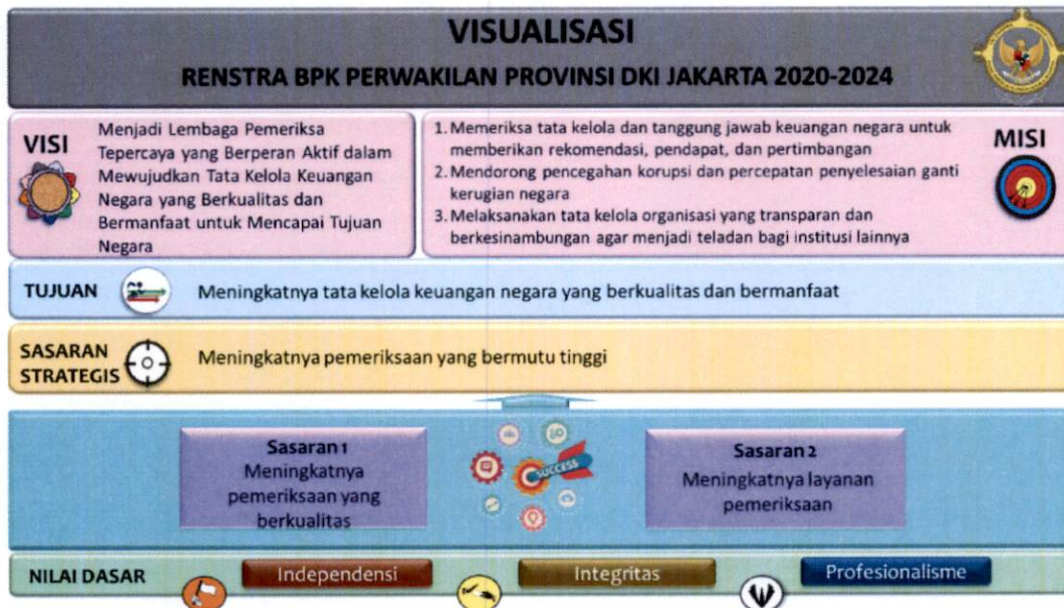 VISUALISASI
RENSTRA BPK PERWAKILAN PROVINSI DKI JAKARTA 2020-2024
VISI
Menjadi Lembaga Pemeriksa
Tepercaya yang Berperan Aktif dalam
Mewujudkan Tata Kelola Keuangan
Negara yang Berkualitas dan
Bermanfaat untuk Mencapai Tujuan
Negara
1. Memeriksa tata kelola dan tanggung jawab keuangan negara untuk
memberikan rekomendasi, pendapat, dan pertimbangan
2. Mendorong pencegahan korupsi dan percepatan penyelesaian ganti
kerugian negara
3. Melaksanakan tata kelola organisasi yang transparan dan
berkesinambungan agar menjadi teladan bagi institusi lainnya
MISI
TUJUAN
Meningkatnya tata kelola keuangan negara yang berkualitas dan bermanfaat
SASARAN
STRATEGIS
Meningkatnya pemeriksaan yang bermutu tinggi
Sasaran 1
Meningkatnya
pemeriksaan yang
berkualitas
SUCCESS
Sasaran 2
Meningkatnya layanan
pemeriksaan
NILAI DASAR
Independensi
Integritas
Profesionalisme